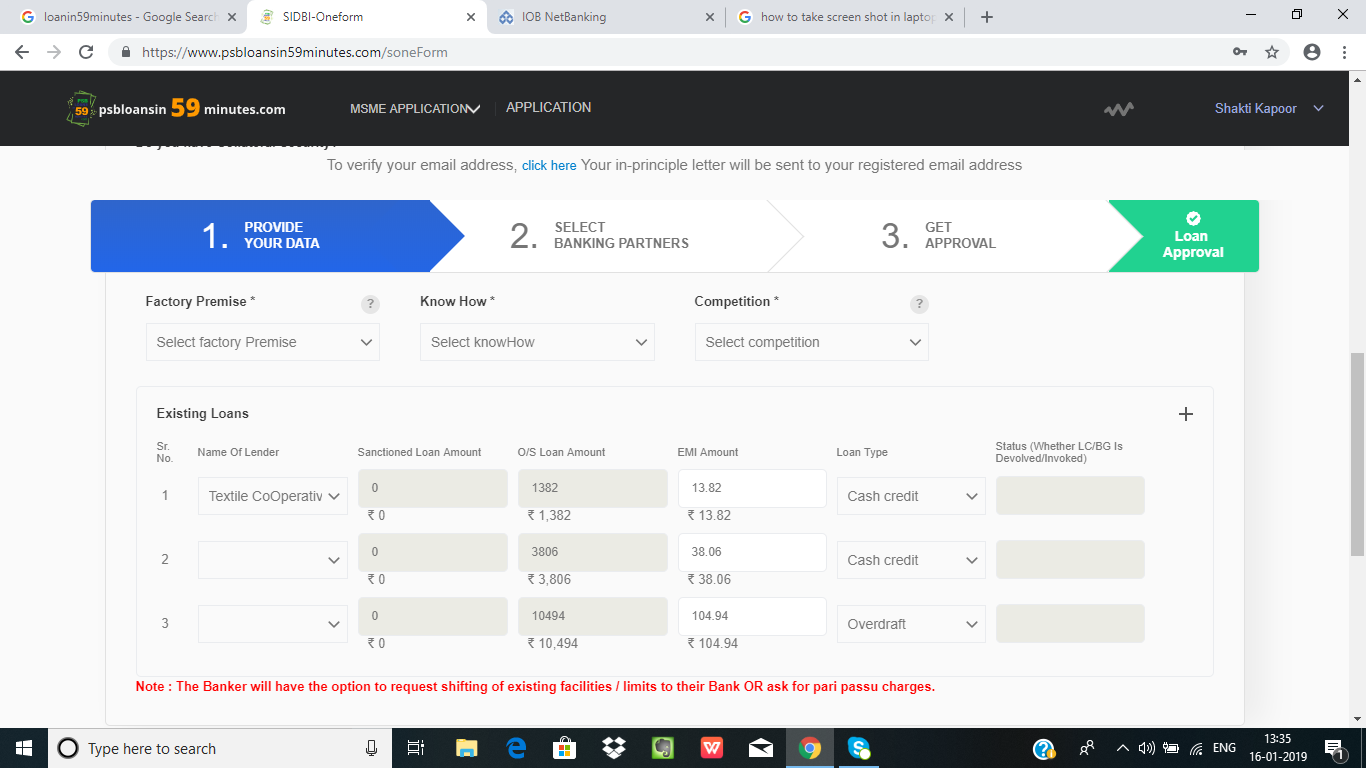 loanin59minutes - Google Search
SIDBI-Oneform
IOB NetBanking
how to take screen shot in laptop
https://www.psbloansin59minutes.com/soneForm
psbloansin 59 minutes.com
MSME APPLICATION
APPLICATION
Shakti Kapoor
To verify your email address, click here Your in-principle letter will be sent to your registered email address
1. PROVIDE YOUR DATA
2. SELECT BANKING PARTNERS
3. GET APPROVAL
Loan
Approval
Factory Premise * ?
Know How *
Competition * ?
Select factory Premise
Select knowHow
Select competition
Existing Loans
Sr. No.
Name Of Lender
Sanctioned Loan Amount
O/S Loan Amount
EMI Amount
Loan Type
Status (Whether LC/BG Is
Devolved/Invoked)
1 Textile CoOperativ 0 1382 13.82 Cash credit
₹ 0 ₹ 1,382 ₹ 13.82
2 0 3806 38.06 Cash credit
₹ 0 ₹ 3,806 ₹ 38.06
3 0 10494 104.94 Overdraft
₹ 0 ₹ 10,494 ₹ 104.94
Note : The Banker will have the option to request shifting of existing facilities / limits to their Bank OR ask for pari passu charges.
Type here to search
ENG
13:35
16-01-2019
1